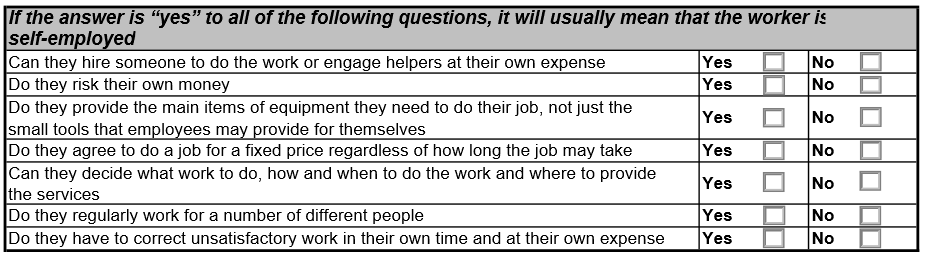 If the answer is “yes” to all of the following questions, it will usually mean that the worker is
self-employed
Can they hire someone to do the work or engage helpers at their own expense Yes No
Do they risk their own money Yes No
Do they provide the main items of equipment they need to do their job, not just the
small tools that employees may provide for themselves Yes No
Do they agree to do a job for a fixed price regardless of how long the job may take Yes No
Can they decide what work to do, how and when to do the work and where to provide
the services Yes No
Do they regularly work for a number of different people Yes No
Do they have to correct unsatisfactory work in their own time and at their own expense Yes No